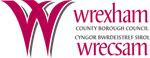 wrexham
COUNTY BOROUGH COUNCIL
CYNGOR BWRDEISTREF SIROL
wrecsam